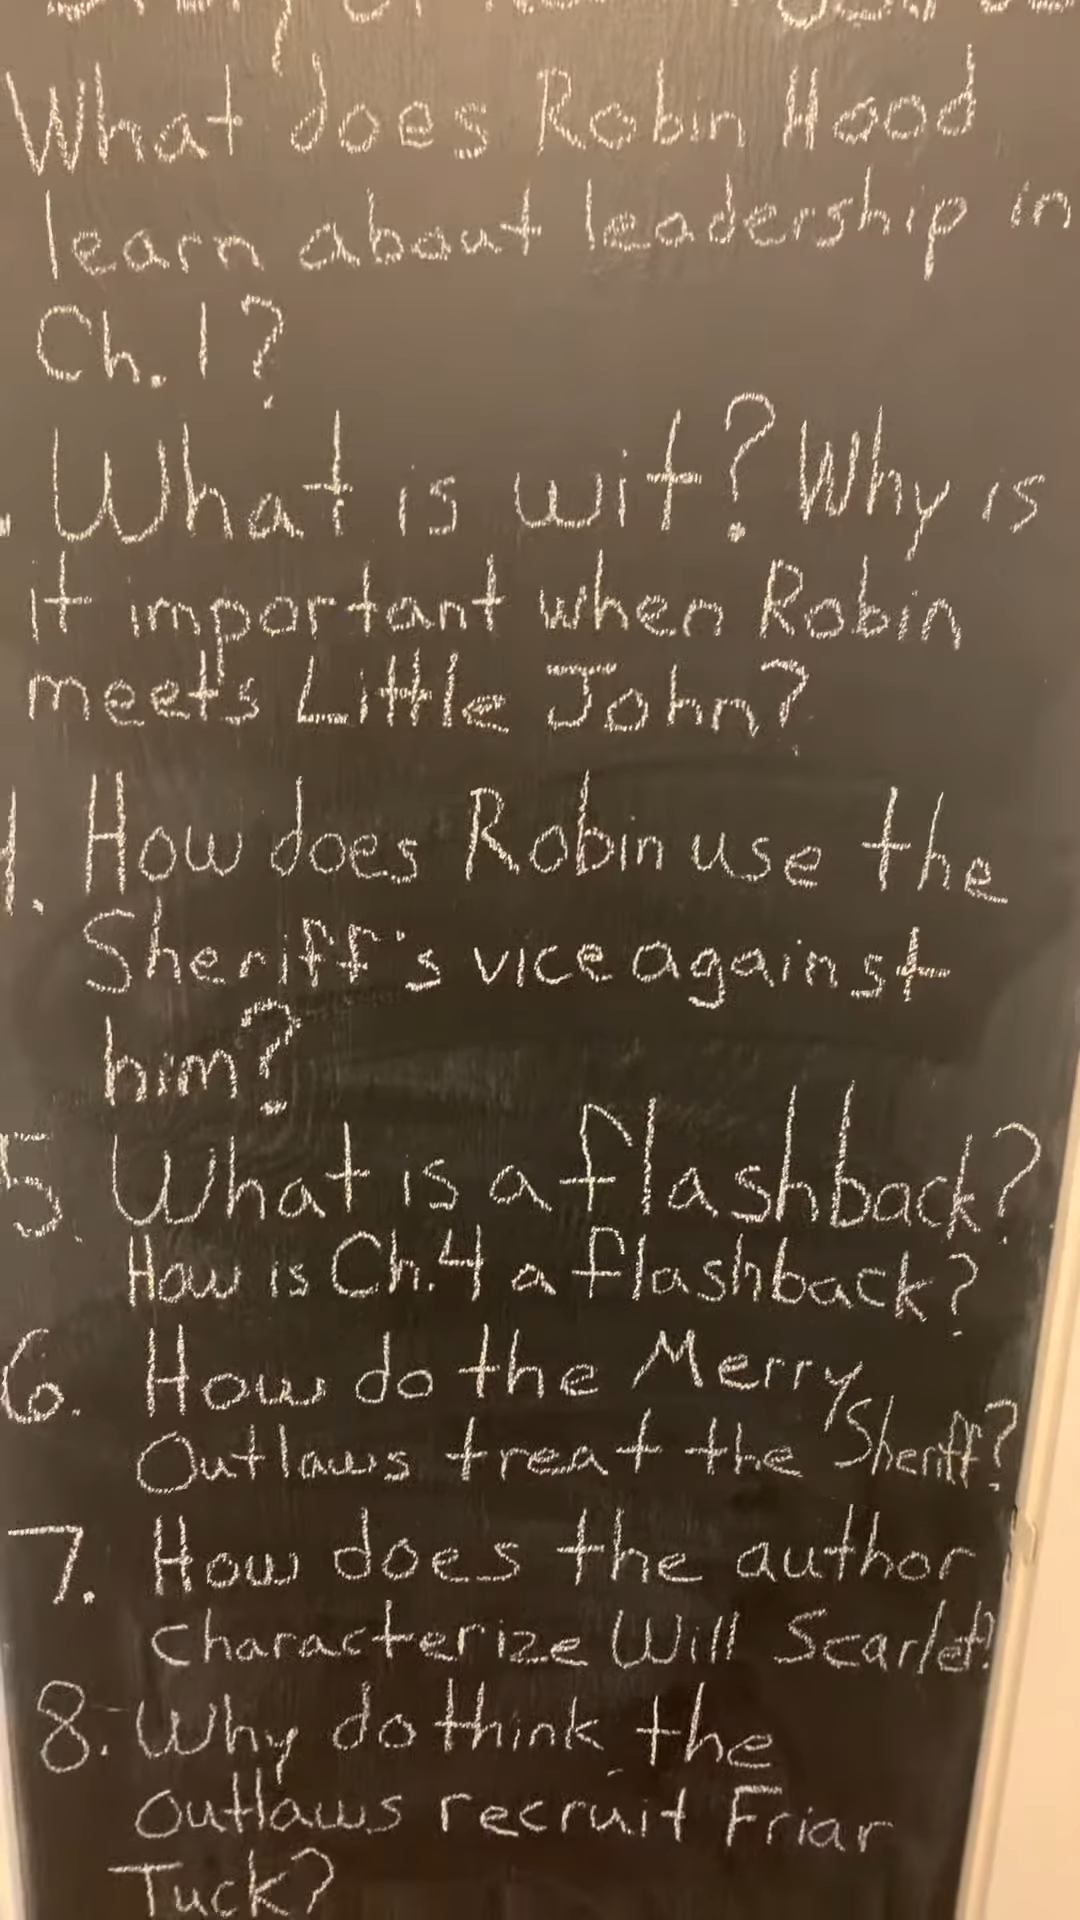 What does Robin Hood
learn about leadership in
Ch. 1?
. What is wit? Why is
it important when Robin
meets Little John?
4. How does Robin use the
Sheriff's vice against
him?
5. What is a flashback?
How is Ch. 4 a flashback?
6. How do the Merry
Outlaws treat the Sheriff?
7. How does the author
characterize Will Scarlet?
8. Why do think the
Outlaws recruit Friar
Tuck?